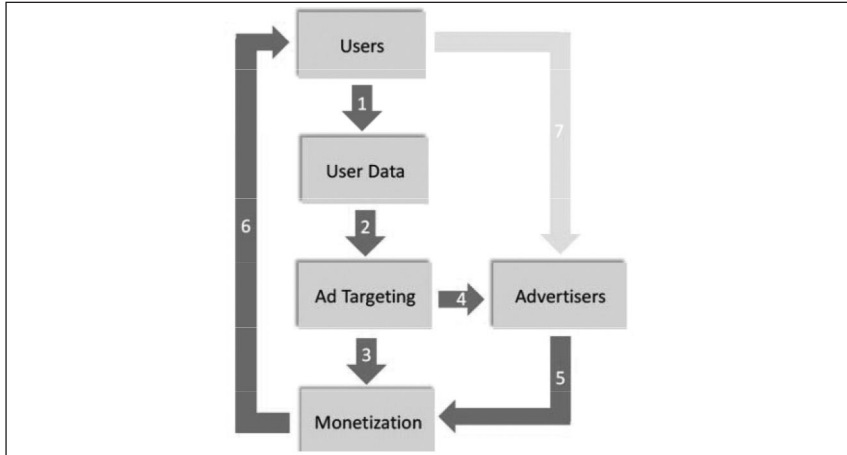 Users
1
7
User Data
2
6
Ad Targeting
4
Advertisers
3
5
Monetization